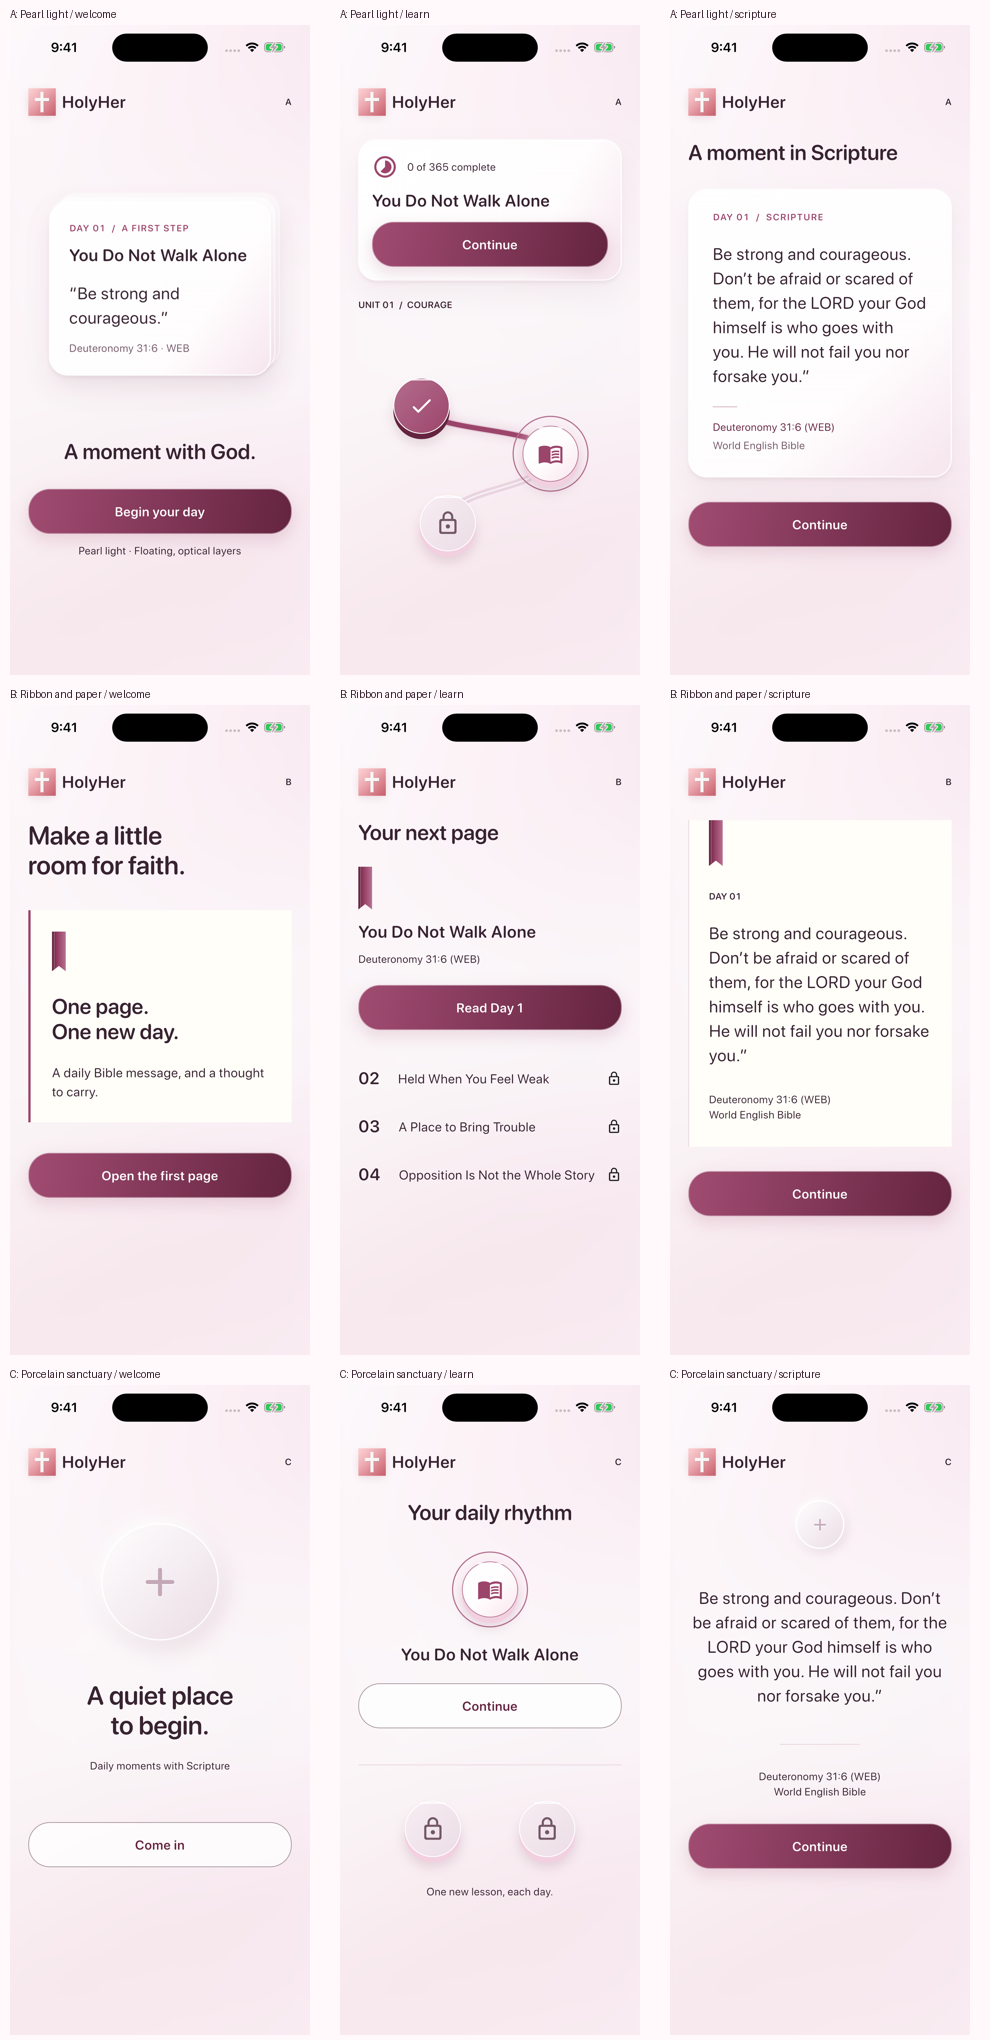 A: Pearl light / welcome
9:41
HolyHer
A
DAY 01 / A FIRST STEP
You Do Not Walk Alone
“Be strong and
courageous.”
Deuteronomy 31:6 · WEB
A moment with God.
Begin your day
Pearl light · Floating, optical layers
A: Pearl light / learn
9:41
HolyHer
A
0 of 365 complete
You Do Not Walk Alone
Continue
UNIT 01 / COURAGE
A: Pearl light / scripture
9:41
HolyHer
A
A moment in Scripture
DAY 01 / SCRIPTURE
Be strong and courageous.
Don’t be afraid or scared of
them, for the LORD your God
himself is who goes with
you. He will not fail you nor
forsake you.”
Deuteronomy 31:6 (WEB)
World English Bible
Continue
B: Ribbon and paper / welcome
9:41
HolyHer
B
Make a little
room for faith.
One page.
One new day.
A daily Bible message, and a thought
to carry.
Open the first page
B: Ribbon and paper / learn
9:41
HolyHer
B
Your next page
You Do Not Walk Alone
Deuteronomy 31:6 (WEB)
Read Day 1
02 Held When You Feel Weak
03 A Place to Bring Trouble
04 Opposition Is Not the Whole Story
B: Ribbon and paper / scripture
9:41
HolyHer
B
DAY 01
Be strong and courageous.
Don’t be afraid or scared of
them, for the LORD your God
himself is who goes with you.
He will not fail you nor forsake
you.”
Deuteronomy 31:6 (WEB)
World English Bible
Continue
C: Porcelain sanctuary / welcome
9:41
HolyHer
C
A quiet place
to begin.
Daily moments with Scripture
Come in
C: Porcelain sanctuary / learn
9:41
HolyHer
C
Your daily rhythm
You Do Not Walk Alone
Continue
One new lesson, each day.
C: Porcelain sanctuary / scripture
9:41
HolyHer
C
Be strong and courageous. Don’t
be afraid or scared of them, for the
LORD your God himself is who
goes with you. He will not fail you
nor forsake you.”
Deuteronomy 31:6 (WEB)
World English Bible
Continue